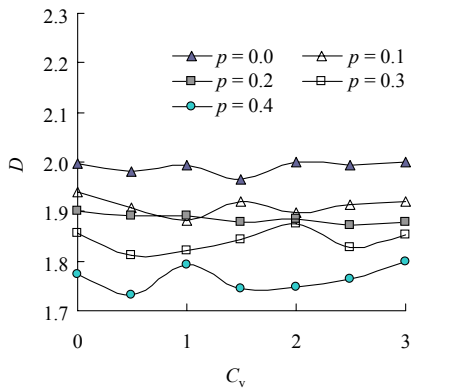 2.3
2.2
2.1
2.0
1.9
1.8
1.7
D
p = 0.0
p = 0.1
p = 0.2
p = 0.3
p = 0.4
0 1 2 3
Cv